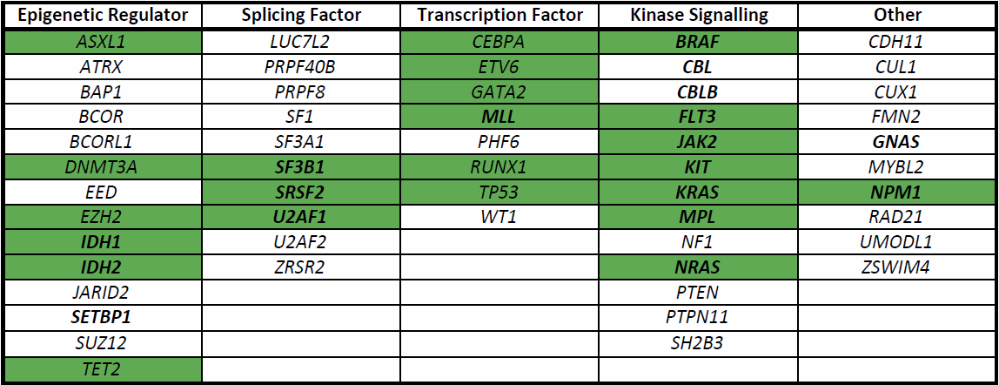 Epigenetic Regulator Splicing Factor Transcription Factor Kinase Signalling Other
ASXL1 LUC7L2 CEBPA BRAF CDH11
ATRX PRPF40B ETV6 CBL CUL1
BAP1 PRPF8 GATA2 CBLB CUX1
BCOR SF1 MLL FLT3 FMN2
BCORL1 SF3A1 PHF6 JAK2 GNAS
DNMT3A SF3B1 RUNX1 KIT MYBL2
EED SRSF2 TP53 KRAS NPM1
EZH2 U2AF1 WT1 MPL RAD21
IDH1 U2AF2 NF1 UMODL1
IDH2 ZRSR2 NRAS ZSWIM4
JARID2 PTEN
SETBP1 PTPN11
SUZ12 SH2B3
TET2